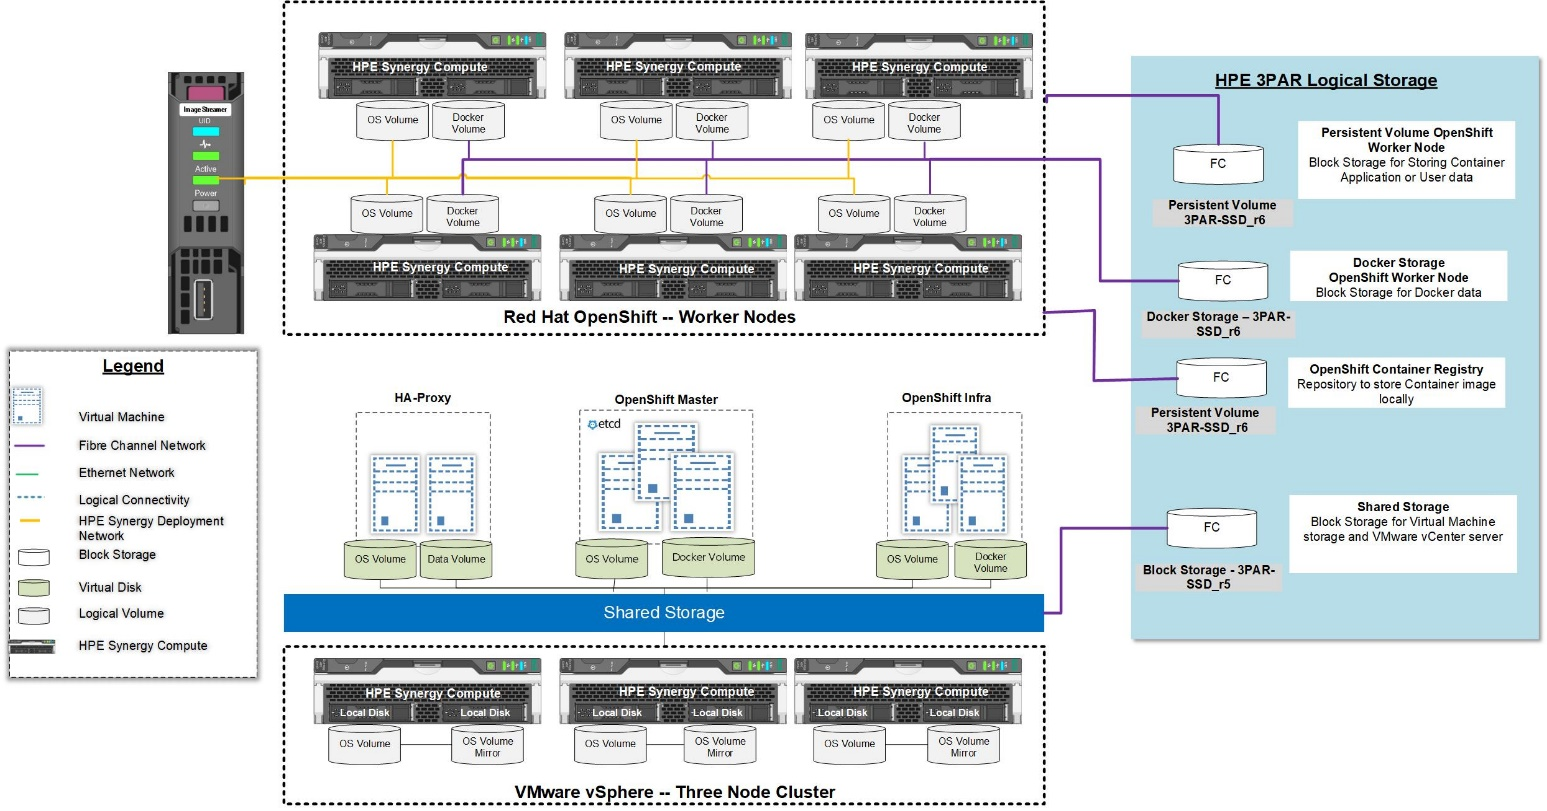 HPE Synergy Compute
HPE Synergy Compute
HPE Synergy Compute
OS Volume
Docker
Volume
OS Volume
Docker
Volume
OS Volume
Docker
Volume
Image Streamer
UID
Active
Power
OS Volume
Docker
Volume
OS Volume
Docker
Volume
OS Volume
Docker
Volume
HPE Synergy Compute
HPE Synergy Compute
HPE Synergy Compute
Red Hat OpenShift -- Worker Nodes
HPE 3PAR Logical Storage
FC
Persistent Volume
3PAR-SSD_r6
Persistent Volume OpenShift
Worker Node
Block Storage for Storing Container
Application or User data
FC
Docker Storage – 3PAR-
SSD_r6
Docker Storage
OpenShift Worker Node
Block Storage for Docker data
FC
Persistent Volume
3PAR-SSD_r6
OpenShift Container Registry
Repository to store Container image
locally
FC
Block Storage - 3PAR-
SSD_r5
Shared Storage
Block Storage for Virtual Machine
storage and VMware vCenter server
Legend
Virtual Machine
Fibre Channel Network
Ethernet Network
Logical Connectivity
HPE Synergy Deployment
Network
Block Storage
Virtual Disk
Logical Volume
HPE Synergy Compute
HA-Proxy
OpenShift Master
OpenShift Infra
etcd
OS Volume
Data Volume
OS Volume
Docker Volume
OS Volume
Docker
Volume
Shared Storage
HPE Synergy Compute
Local Disk
Local Disk
HPE Synergy Compute
Local Disk
Local Disk
HPE Synergy Compute
Local Disk
Local Disk
OS Volume
OS Volume
Mirror
OS Volume
OS Volume
Mirror
OS Volume
OS Volume
Mirror
VMware vSphere -- Three Node Cluster